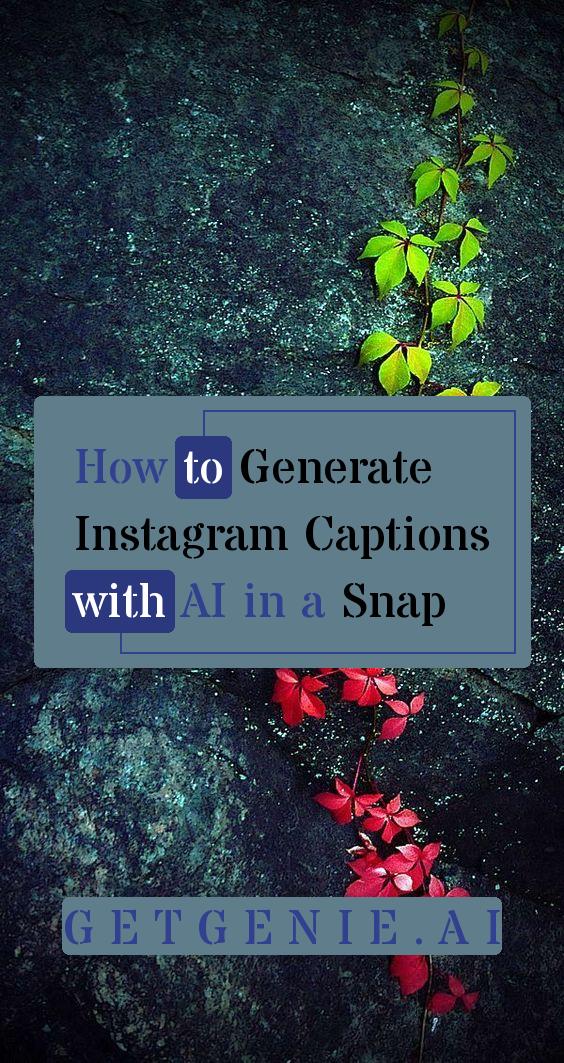 How to Generate
Instagram Captions
with AI in a Snap
GETGENIE.AI